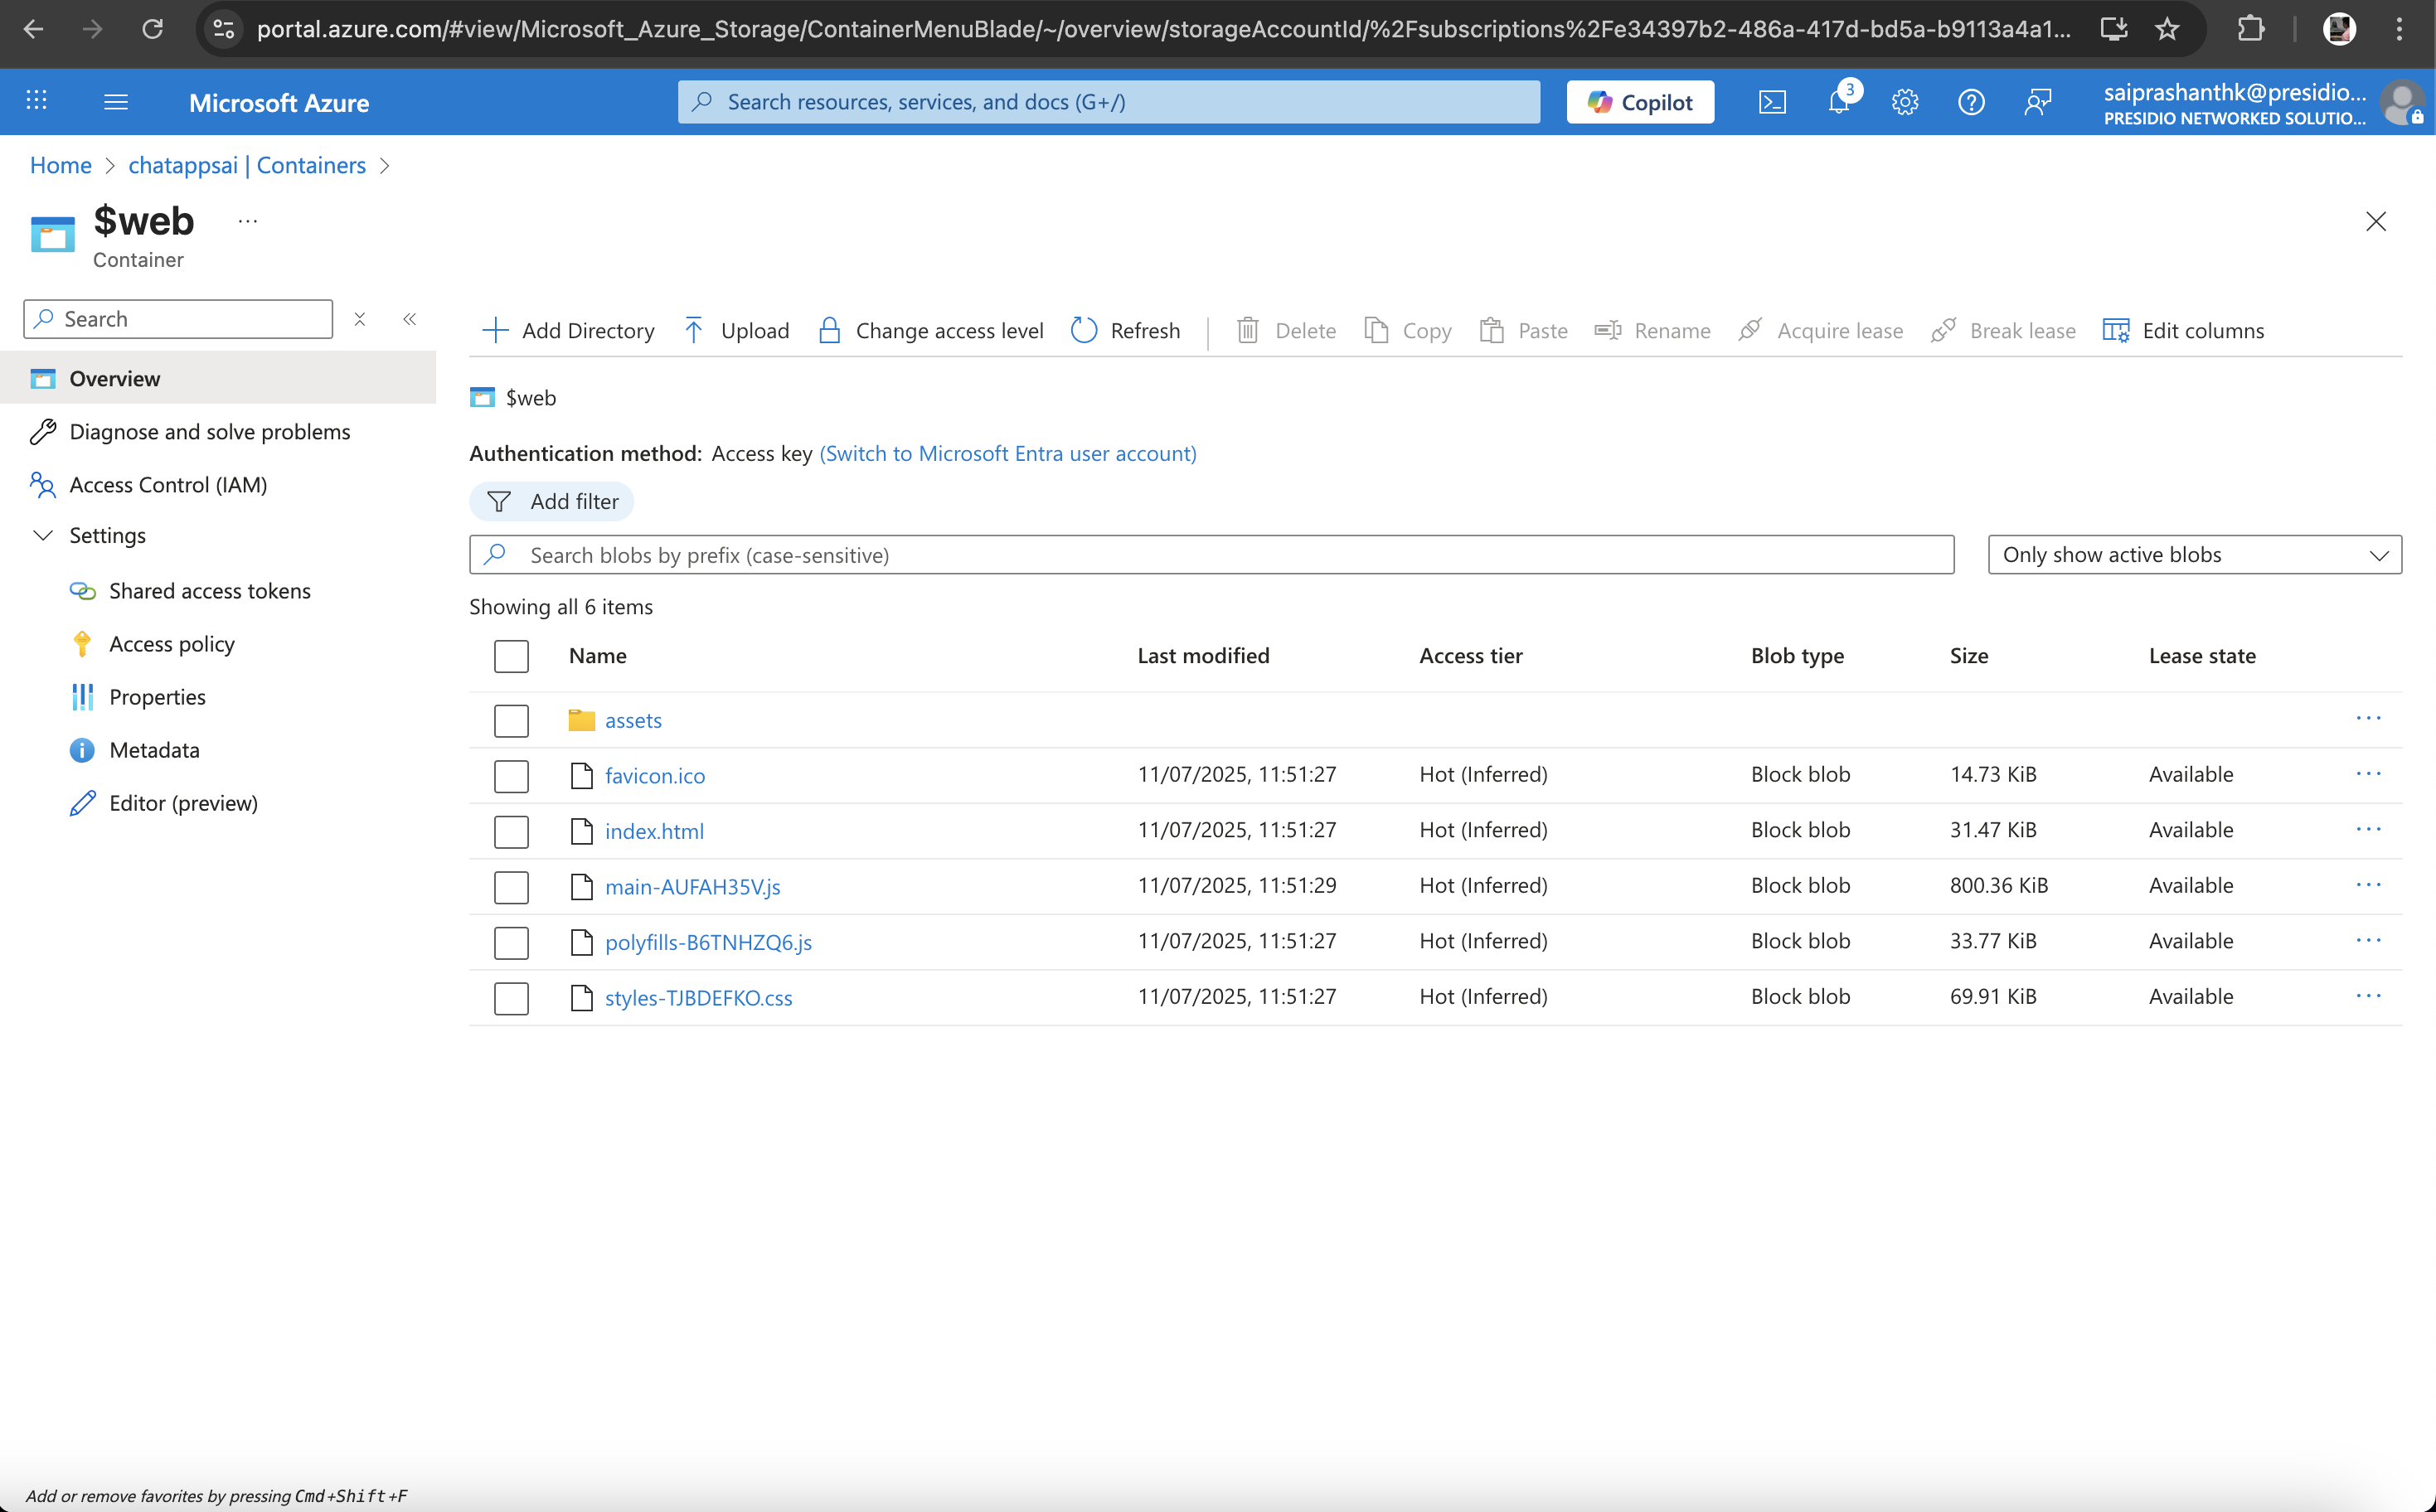 portal.azure.com/#view/Microsoft_Azure_Storage/ContainerMenuBlade/~/overview/storageAccountId/%2Fsubscriptions%2Fe34397b2-486a-417d-bd5a-b9113a4a1...
Microsoft Azure
Search resources, services, and docs (G+/)
Copilot
3
saiprashanthk@presidio...
PRESIDIO NETWORKED SOLUTIO...
Home > chatappsai | Containers >
$web ...
Container
Search
Overview
Diagnose and solve problems
Access Control (IAM)
Settings
Shared access tokens
Access policy
Properties
Metadata
Editor (preview)
Add Directory Upload Change access level Refresh Delete Copy Paste Rename Acquire lease Break lease Edit columns
$web
Authentication method: Access key (Switch to Microsoft Entra user account)
Add filter
Search blobs by prefix (case-sensitive) Only show active blobs
Showing all 6 items
Name Last modified Access tier Blob type Size Lease state
assets ...
favicon.ico 11/07/2025, 11:51:27 Hot (Inferred) Block blob 14.73 KiB Available ...
index.html 11/07/2025, 11:51:27 Hot (Inferred) Block blob 31.47 KiB Available ...
main-AUFAH35V.js 11/07/2025, 11:51:29 Hot (Inferred) Block blob 800.36 KiB Available ...
polyfills-B6TNHZQ6.js 11/07/2025, 11:51:27 Hot (Inferred) Block blob 33.77 KiB Available ...
styles-TJBDEFKO.css 11/07/2025, 11:51:27 Hot (Inferred) Block blob 69.91 KiB Available ...
Add or remove favorites by pressing Cmd+Shift+F